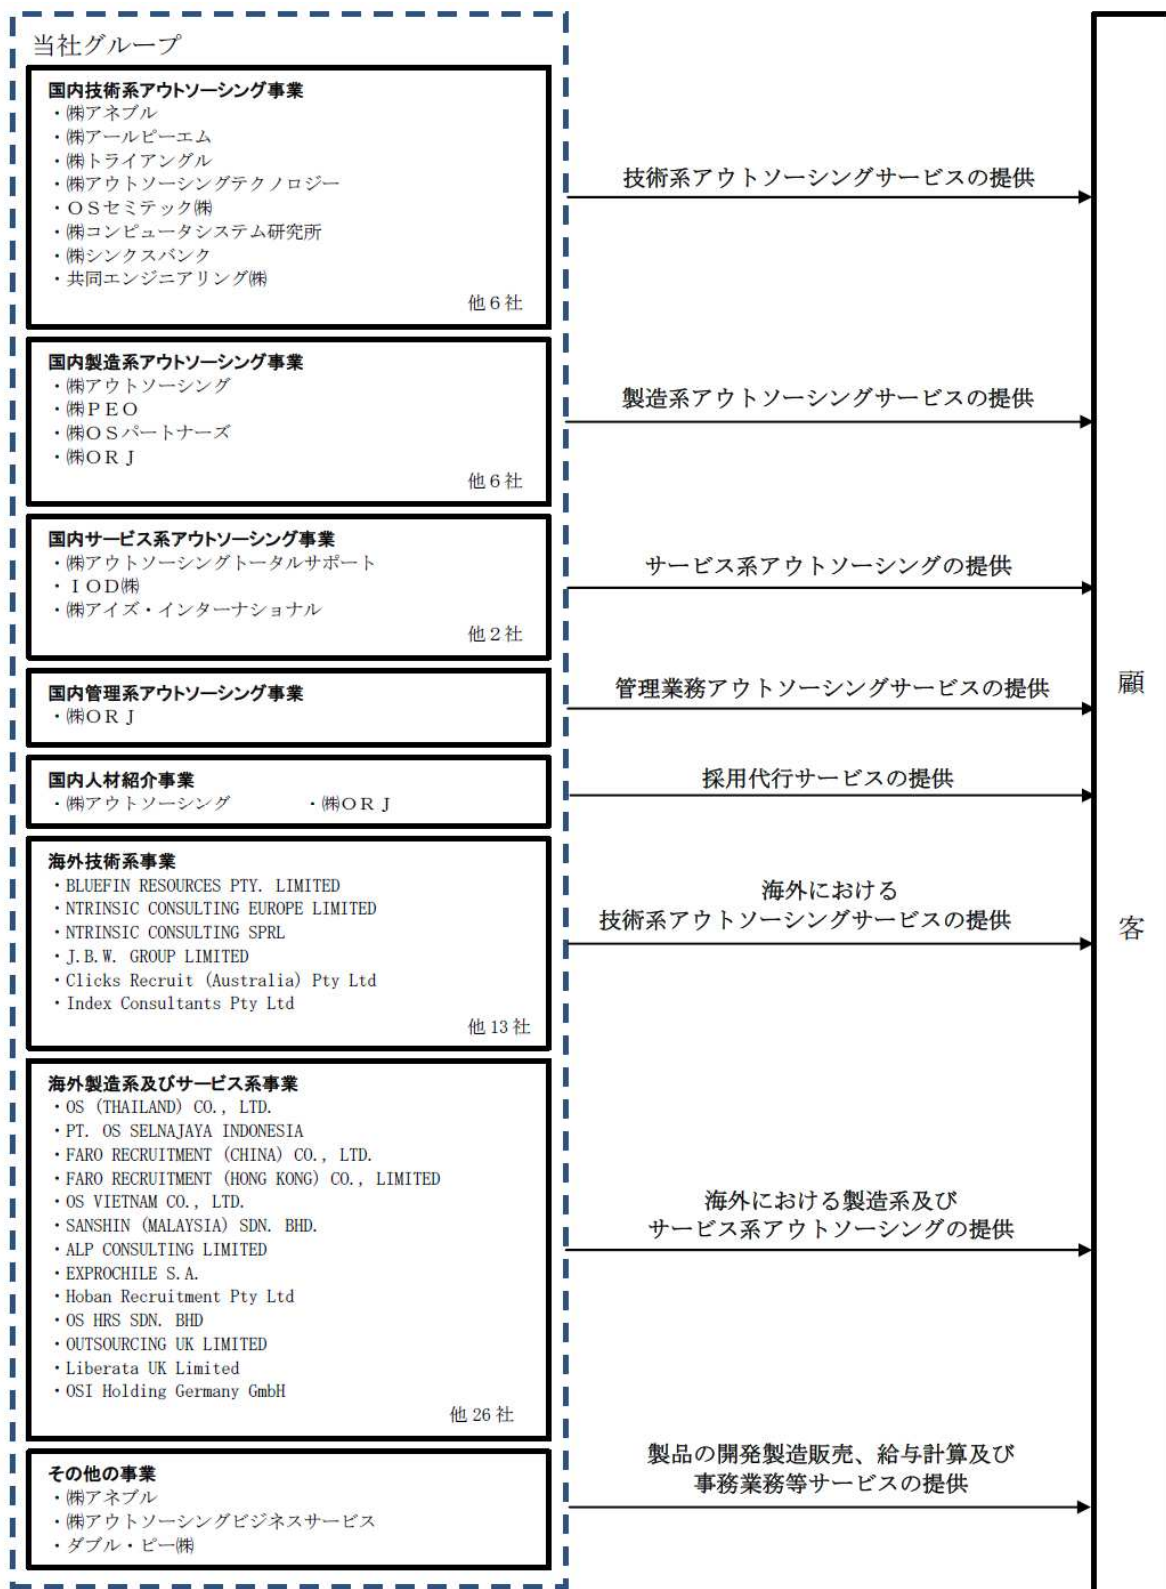 当社グループ
国内技術系アウトソーシング事業
・㈱アネブル
・㈱アールピーエム
・㈱トライアングル
・㈱アウトソーシングテクノロジー
・ＯＳセミテック㈱
・㈱コンピュータシステム研究所
・㈱シンクスバンク
・共同エンジニアリング㈱
他６社
技術系アウトソーシングサービスの提供
国内製造系アウトソーシング事業
・㈱アウトソーシング
・㈱ＰＥＯ
・㈱ＯＳパートナーズ
・㈱ＯＲＪ
他６社
製造系アウトソーシングサービスの提供
国内サービス系アウトソーシング事業
・㈱アウトソーシングトータルサポート
・ＩＯＤ㈱
・㈱アイズ・インターナショナル
他２社
サービス系アウトソーシングの提供
国内管理系アウトソーシング事業
・㈱ＯＲＪ
管理業務アウトソーシングサービスの提供
国内人材紹介事業
・㈱アウトソーシング ・㈱ＯＲＪ
採用代行サービスの提供
海外技術系事業
・BLUEFIN RESOURCES PTY. LIMITED
・NTRINSIC CONSULTING EUROPE LIMITED
・NTRINSIC CONSULTING SPRL
・J.B.W. GROUP LIMITED
・Clicks Recruit (Australia) Pty Ltd
・Index Consultants Pty Ltd
他 13 社
海外における
技術系アウトソーシングサービスの提供
海外製造系及びサービス系事業
・OS (THAILAND) CO., LTD.
・PT. OS SELNAJAYA INDONESIA
・FARO RECRUITMENT (CHINA) CO., LTD.
・FARO RECRUITMENT (HONG KONG) CO., LIMITED
・OS VIETNAM CO., LTD.
・SANSHIN (MALAYSIA) SDN. BHD.
・ALP CONSULTING LIMITED
・EXPROCHILE S.A.
・Hoban Recruitment Pty Ltd
・OS HRS SDN. BHD
・OUTSOURCING UK LIMITED
・Liberata UK Limited
・OSI Holding Germany GmbH
他 26 社
海外における製造系及び
サービス系アウトソーシングの提供
その他の事業
・㈱アネブル
・㈱アウトソーシングビジネスサービス
・ダブル・ピー㈱
製品の開発製造販売、給与計算及び
事務業務等サービスの提供
顧
客